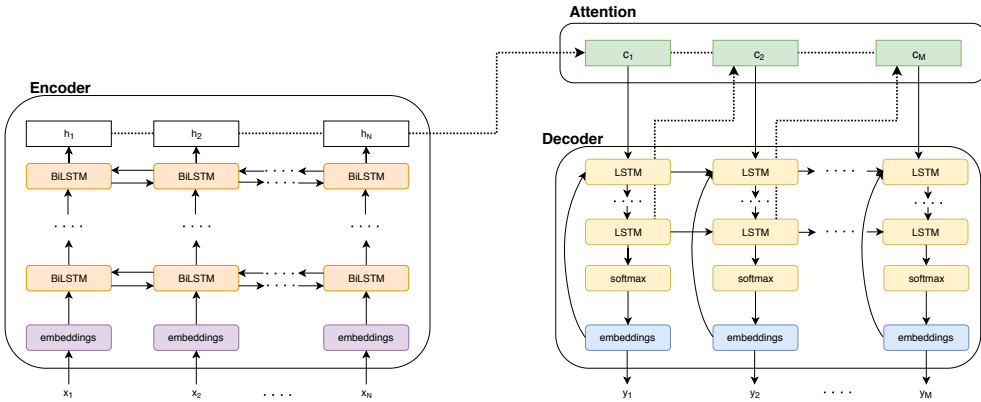 Attention
c1 c2 cM
Encoder
h1 h2 hN
Decoder
BiLSTM BiLSTM . . . . BiLSTM
LSTM LSTM . . . . LSTM
. . . . . . . . . . . .
. . . . . . . . . . . .
LSTM LSTM . . . . LSTM
BiLSTM BiLSTM . . . . BiLSTM
softmax softmax softmax
embeddings embeddings embeddings
embeddings embeddings embeddings
x1 x2 . . . . xN
y1 y2 . . . . yM